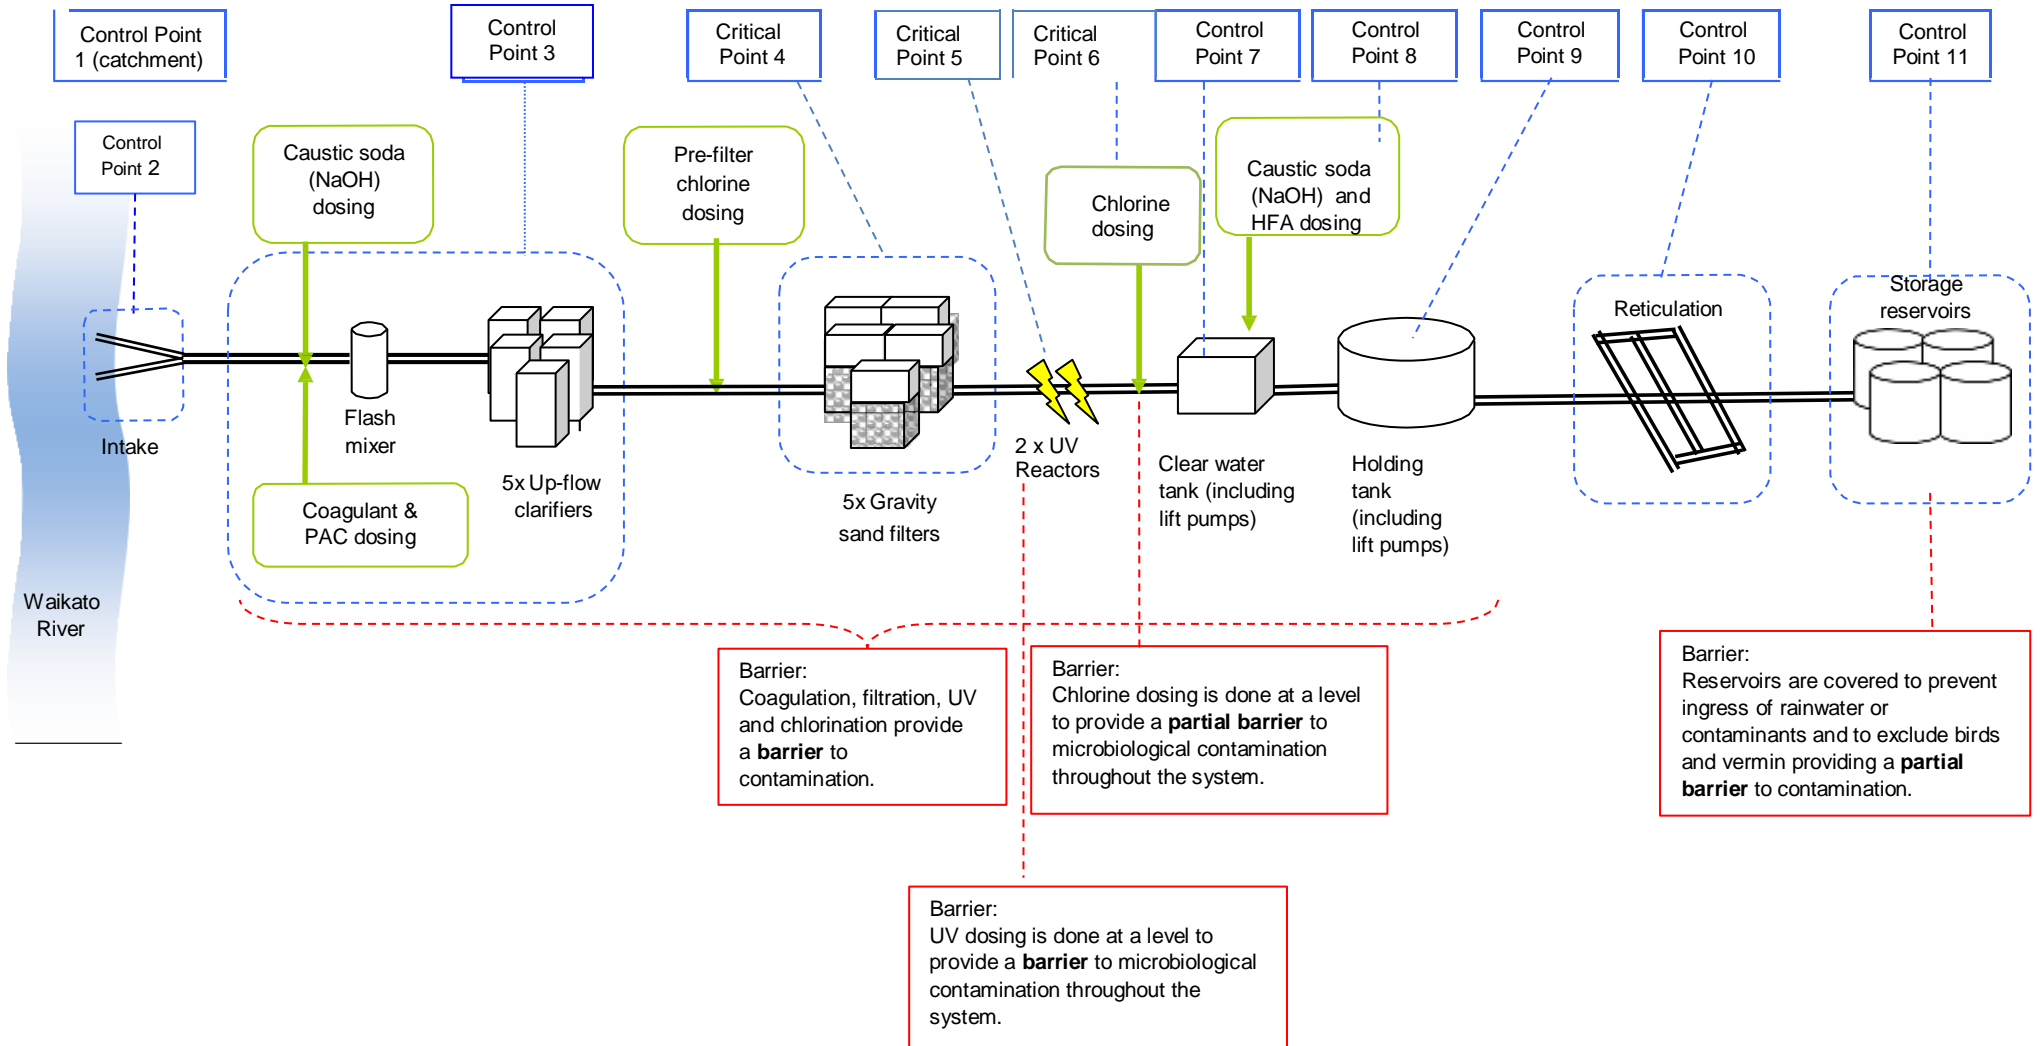 Control Point
1 (catchment)
Control
Point 3
Critical
Point 4
Critical
Point 5
Critical
Point 6
Control
Point 7
Control
Point 8
Control
Point 9
Control
Point 10
Control
Point 11
Control
Point 2
Caustic soda
(NaOH)
dosing
Pre-filter
chlorine
dosing
Chlorine
dosing
Caustic soda
(NaOH) and
HFA dosing
Intake
Flash
mixer
5x Up-flow
clarifiers
Coagulant &
PAC dosing
5x Gravity
sand filters
2 x UV
Reactors
Clear water
tank (including
lift pumps)
Holding
tank
(including
lift pumps)
Reticulation
Storage
reservoirs
Waikato
River
Barrier:
Coagulation, filtration, UV
and chlorination provide
a barrier to
contamination.
Barrier:
Chlorine dosing is done at a level
to provide a partial barrier to
microbiological contamination
throughout the system.
Barrier:
Reservoirs are covered to prevent
ingress of rainwater or
contaminants and to exclude birds
and vermin providing a partial
barrier to contamination.
Barrier:
UV dosing is done at a level to
provide a barrier to microbiological
contamination throughout the
system.